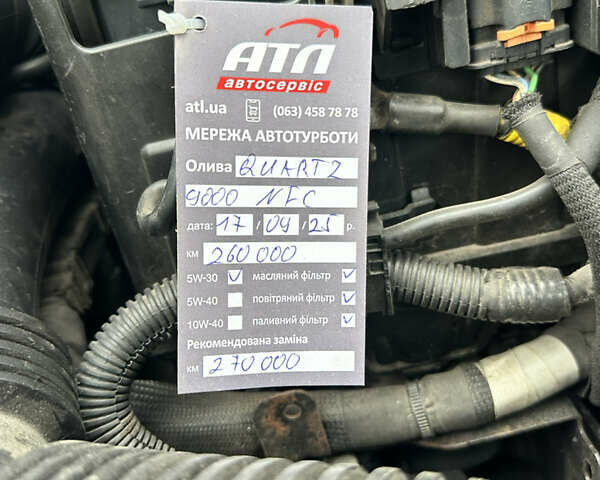 АТЛ
автосервіс
atl.ua (063) 458 78 78
МЕРЕЖА АВТОТУРБОТИ
Олива QUARTZ
9000 NFC
дата: 17 / 09 / 25 р.
км 260 000
5W-30 масляний фільтр
5W-40 повітряний фільтр
10W-40 паливний фільтр
Рекомендована заміна
км 270 000